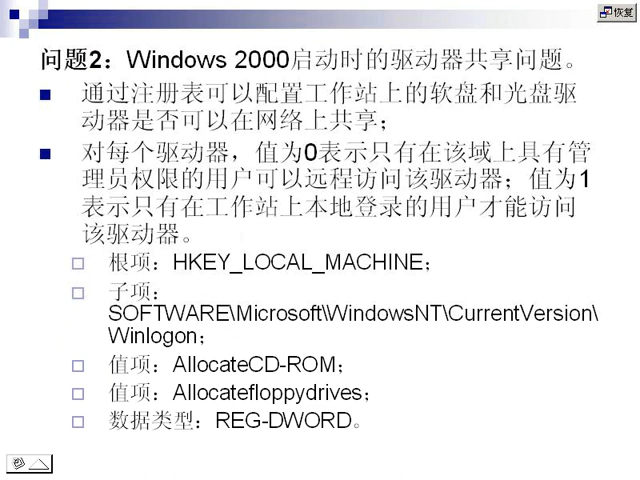 恢复
问题2：Windows 2000启动时的驱动器共享问题。
通过注册表可以配置工作站上的软盘和光盘驱
动器是否可以在网络上共享；
对每个驱动器，值为0表示只有在该域上具有管
理员权限的用户可以远程访问该驱动器；值为1
表示只有在工作站上本地登录的用户才能访问
该驱动器。
根项：HKEY_LOCAL_MACHINE；
子项：
SOFTWARE\Microsoft\WindowsNT\CurrentVersion\
Winlogon；
值项：AllocateCD-ROM；
值项：Allocatefloppydrives；
数据类型：REG-DWORD。